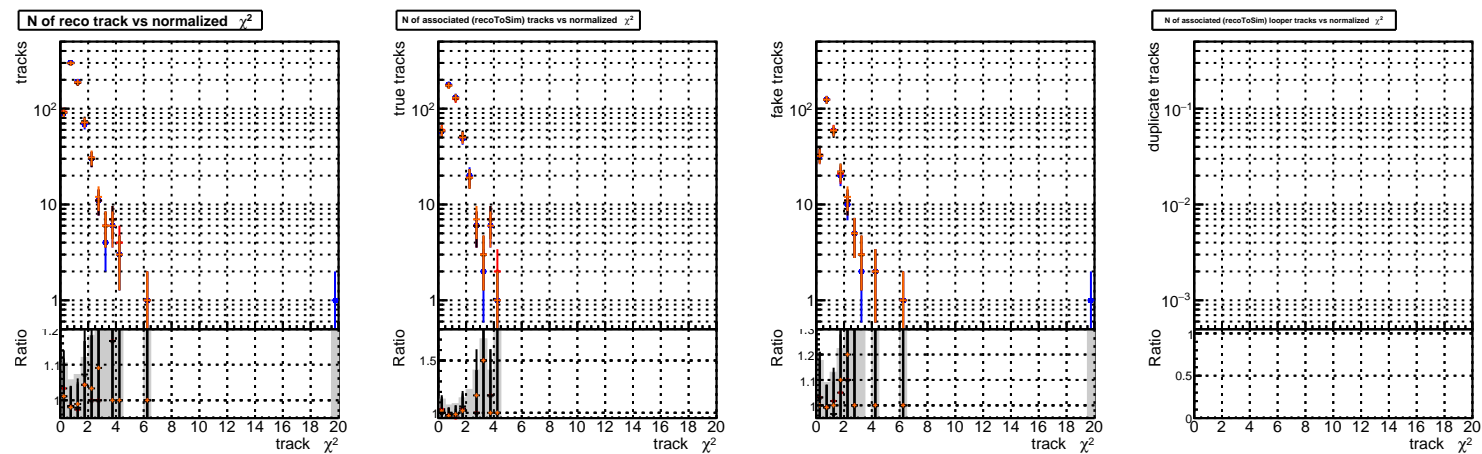 N of reco track vs normalized χ²
tracks
10²
10
1
Ratio
1.2
1.1
1
0 2 4 6 8 10 12 14 16 18 20
track χ²
N of associated (recoToSim) tracks vs normalized χ²
true tracks
10²
10
1
Ratio
1.5
1
0 2 4 6 8 10 12 14 16 18 20
track χ²
fake tracks
10²
10
1
Ratio
1.3
1.2
1.1
1
0 2 4 6 8 10 12 14 16 18 20
track χ²
N of associated (recoToSim) looper tracks vs normalized χ²
duplicate tracks
10⁻¹
10⁻²
10⁻³
Ratio
1
0.5
0
0 2 4 6 8 10 12 14 16 18 20
track χ²